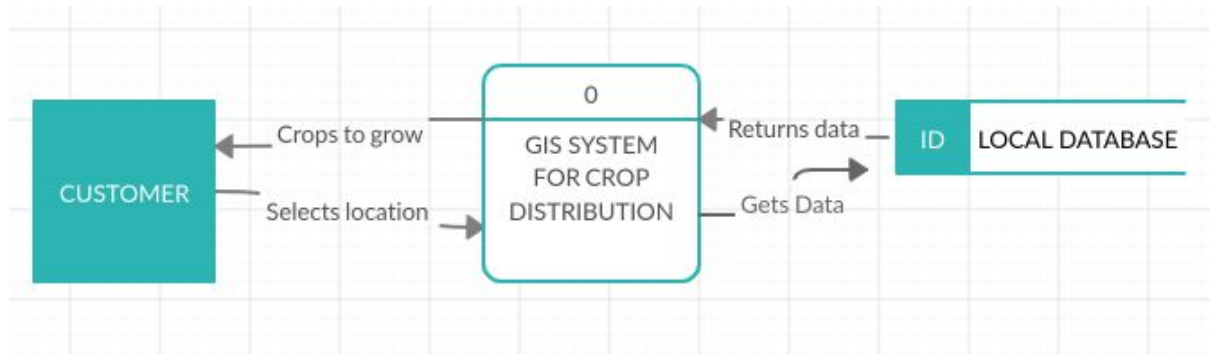 0
CUSTOMER
Crops to grow
Selects location
GIS SYSTEM
FOR CROP
DISTRIBUTION
Returns data
Gets Data
ID
LOCAL DATABASE